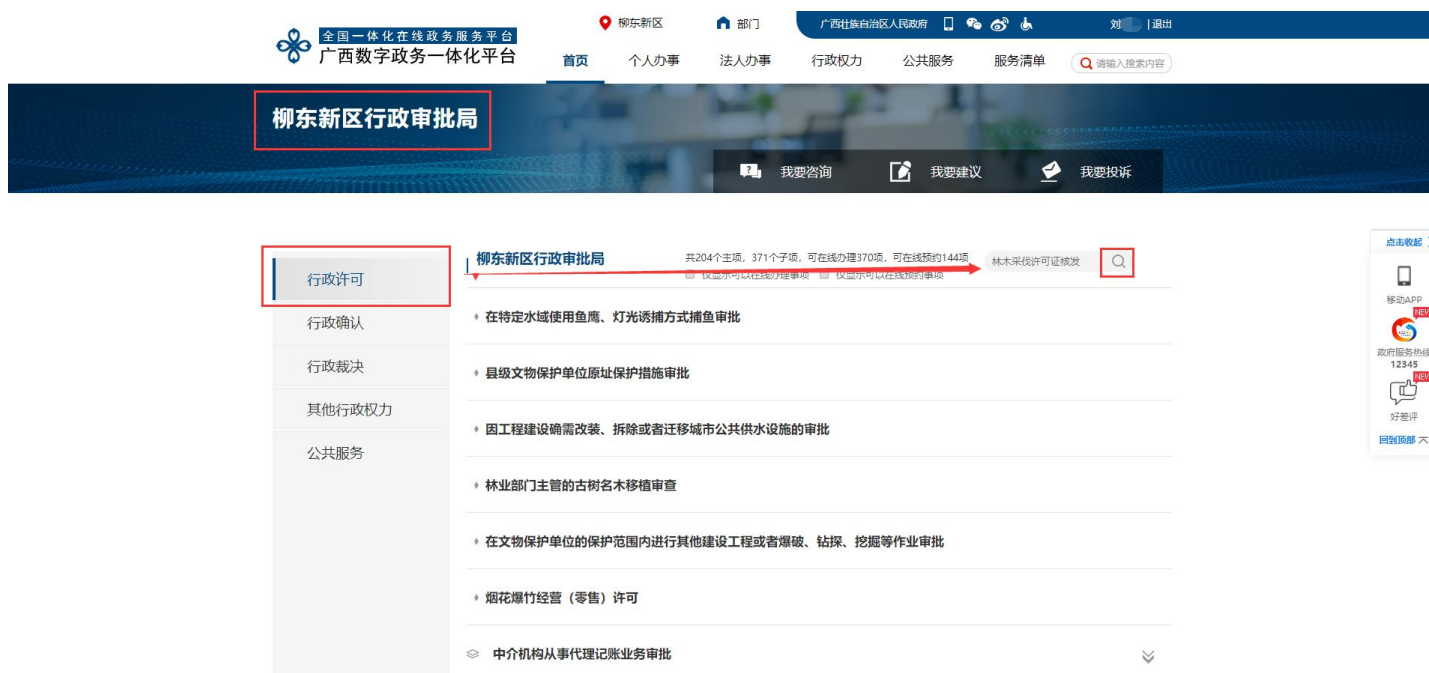 全国一体化在线政务服务平台
广西数字政务一体化平台
柳东新区
部门
广西壮族自治区人民政府
刘
|退出
首页
个人办事
法人办事
行政权力
公共服务
服务清单
请输入搜索内容
柳东新区行政审批局
我要咨询
我要建议
我要投诉
行政许可
行政确认
行政裁决
其他行政权力
公共服务
柳东新区行政审批局
共204个主项，371个子项，可在线办理370项，可在线预约144项
仅显示可以在线办理事项
仅显示可以在线预约事项
林木采伐许可证核发
在特定水域使用鱼鹰、灯光诱捕方式捕鱼审批
县级文物保护单位原址保护措施审批
因工程建设确需改装、拆除或者迁移城市公共供水设施的审批
林业部门主管的古树名木移植审查
在文物保护单位的保护范围内进行其他建设工程或者爆破、钻探、挖掘等作业审批
烟花爆竹经营（零售）许可
中介机构从事代理记账业务审批
点击收起
移动APP
NEW
政府服务热线
12345
NEW
好差评
回到顶部